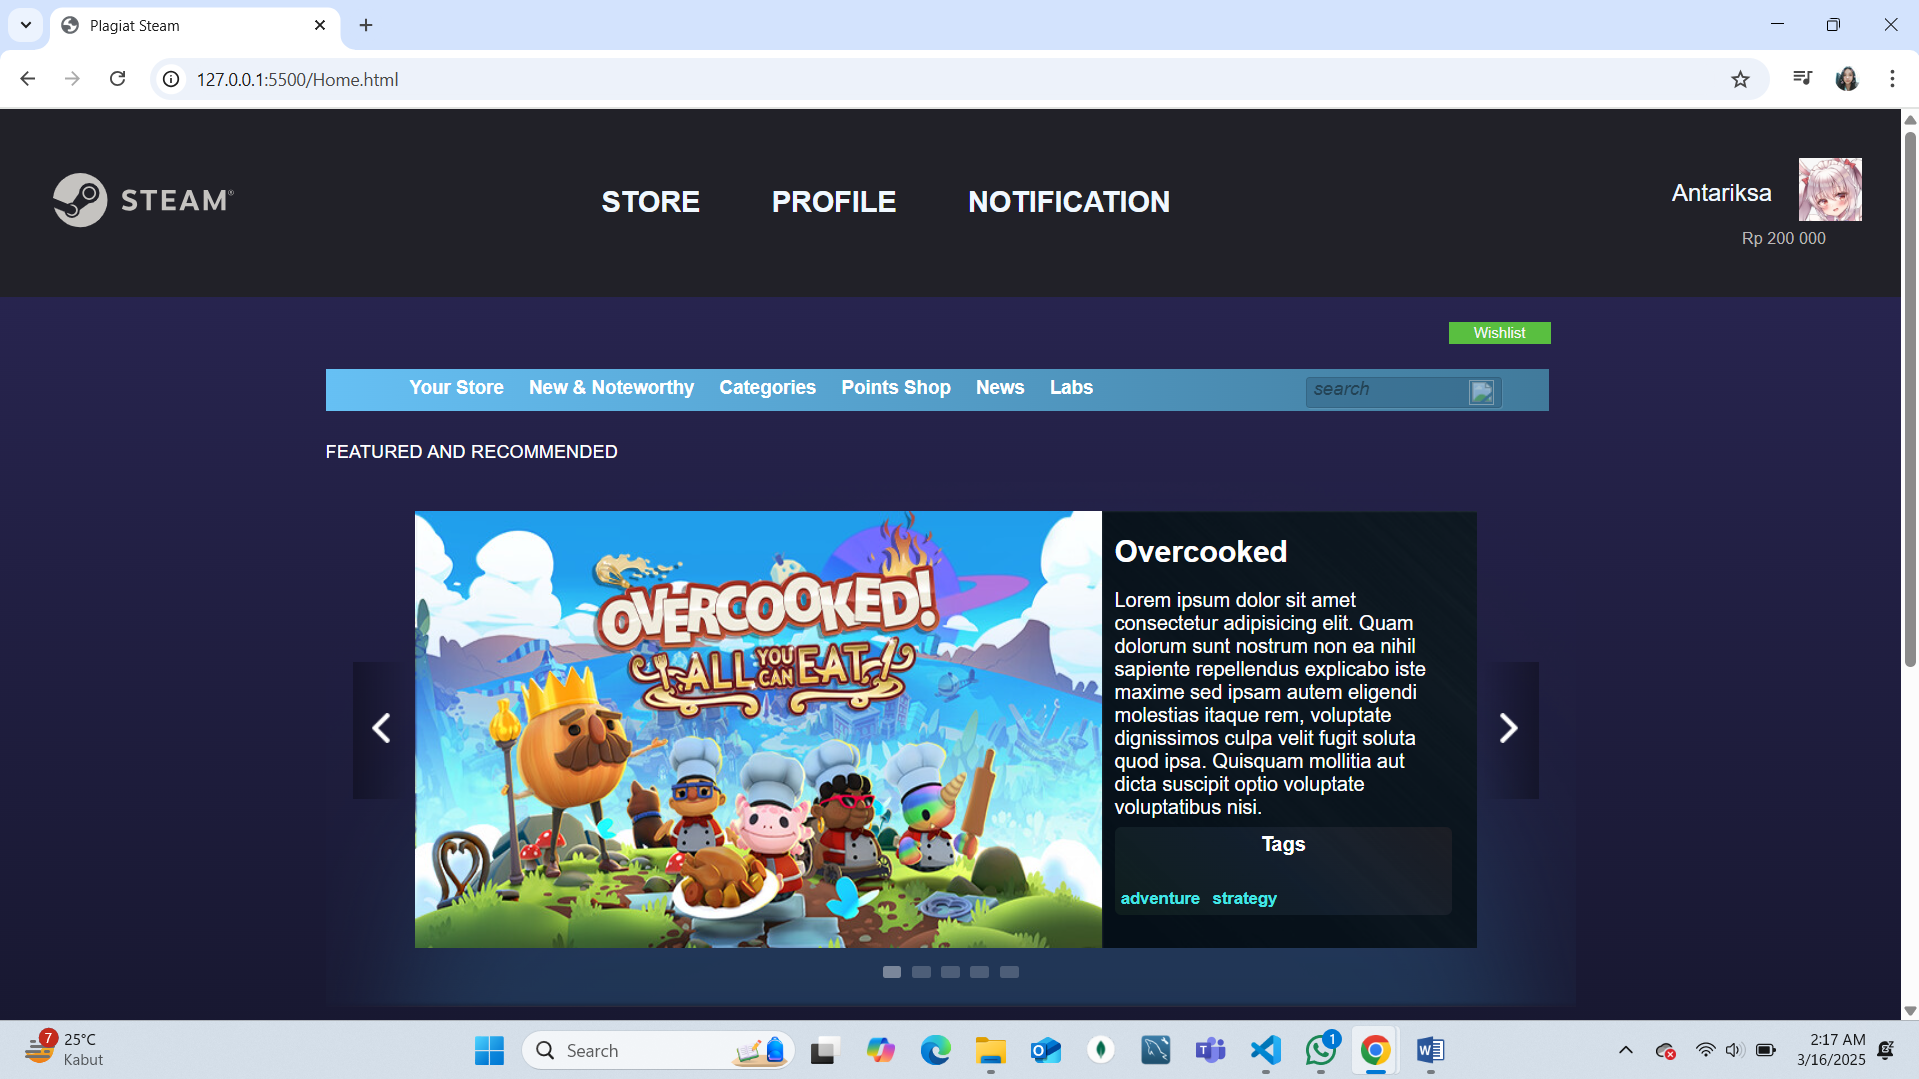 Plagiat Steam
127.0.0.1:5500/Home.html
STEAM®
STORE PROFILE NOTIFICATION
Antariksa
Rp 200 000
Wishlist
Your Store New & Noteworthy Categories Points Shop News Labs
search
FEATURED AND RECOMMENDED
OVERCOOKED!
ALL YOU CAN EAT
Overcooked
Lorem ipsum dolor sit amet
consectetur adipisicing elit. Quam
dolorum sunt nostrum non ea nihil
sapiente repellendus explicabo iste
maxime sed ipsam autem eligendi
molestias itaque rem, voluptate
dignissimos culpa velit fugit soluta
quod ipsa. Quisquam mollitia aut
dicta suscipit optio voluptate
voluptatibus nisi.
Tags
adventure strategy
7
25°C
Kabut
Search
1
2:17 AM
3/16/2025